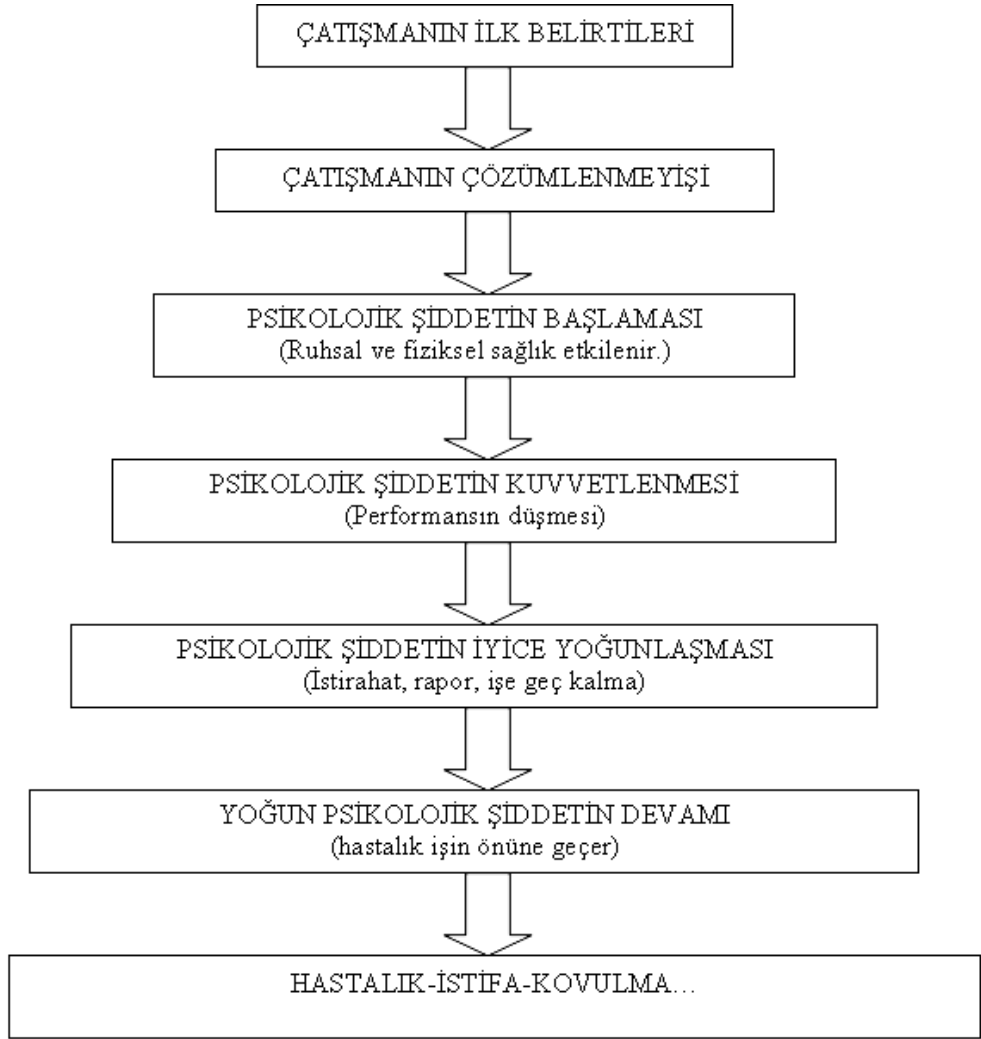 ÇATIŞMANIN İLK BELİRTİLERİ
ÇATIŞMANIN ÇÖZÜMLENMEYİŞİ
PSİKOLOJİK ŞİDDETİN BAŞLAMASI
(Ruhsal ve fiziksel sağlık etkilenir.)
PSİKOLOJİK ŞİDDETİN KUVVETLENMESİ
(Performansın düşmesi)
PSİKOLOJİK ŞİDDETİN İYİCE YOĞUNLAŞMASI
(İstirahat, rapor, işe geç kalma)
YOĞUN PSİKOLOJİK ŞİDDETİN DEVAMI
(hastalık işin önüne geçer)
HASTALIK-İSTİFA-KOVULMA…